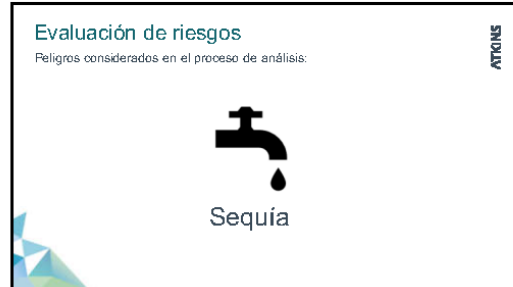 Evaluación de riesgos
Peligros considerados en el proceso de análisis:
ATKINS
Sequía